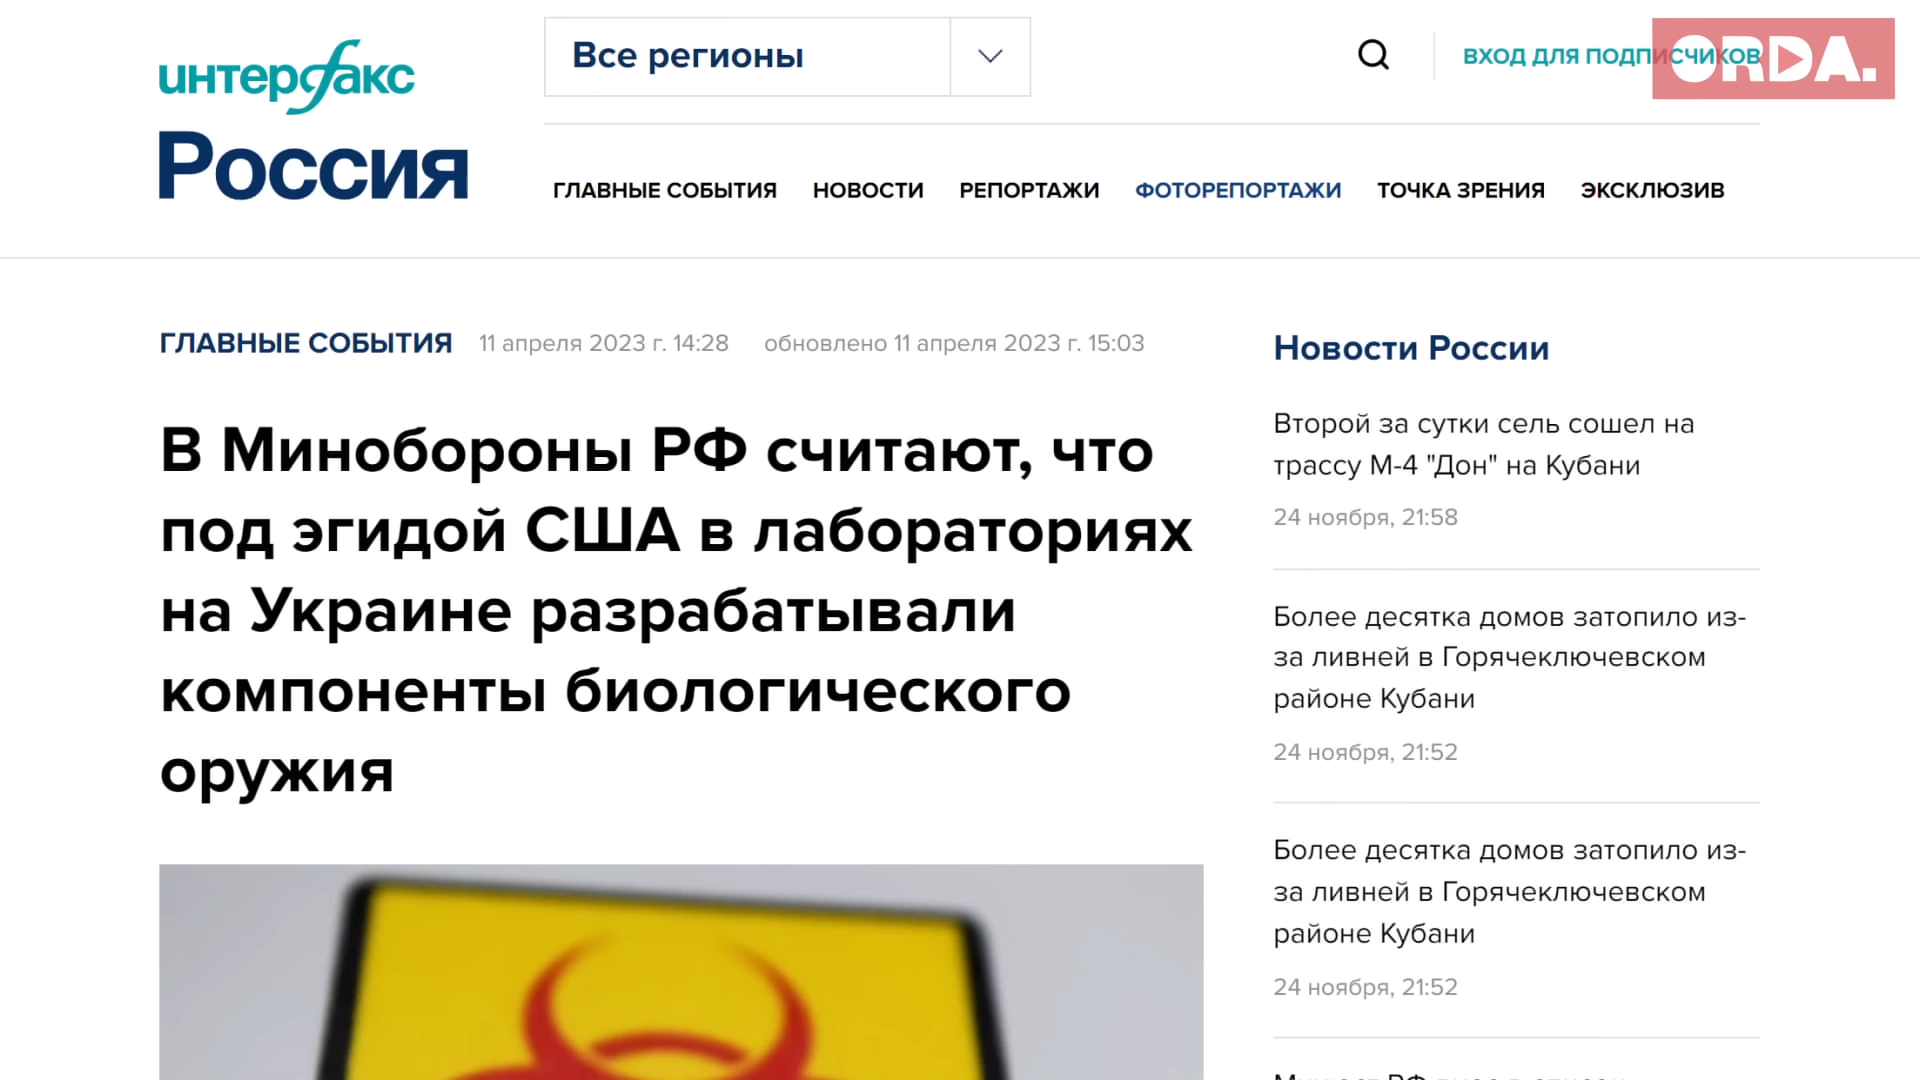 интерфакс
Россия
Все регионы
ВХОД ДЛЯ ПОДПИСЧИКОВ
ORDA.
ГЛАВНЫЕ СОБЫТИЯ НОВОСТИ РЕПОРТАЖИ ФОТОРЕПОРТАЖИ ТОЧКА ЗРЕНИЯ ЭКСКЛЮЗИВ
ГЛАВНЫЕ СОБЫТИЯ 11 апреля 2023 г. 14:28 обновлено 11 апреля 2023 г. 15:03
В Минобороны РФ считают, что
под эгидой США в лабораториях
на Украине разрабатывали
компоненты биологического
оружия
Новости России
Второй за сутки сель сошел на
трассу М-4 "Дон" на Кубани
24 ноября, 21:58
Более десятка домов затопило из-
за ливней в Горячеключевском
районе Кубани
24 ноября, 21:52
Более десятка домов затопило из-
за ливней в Горячеключевском
районе Кубани
24 ноября, 21:52